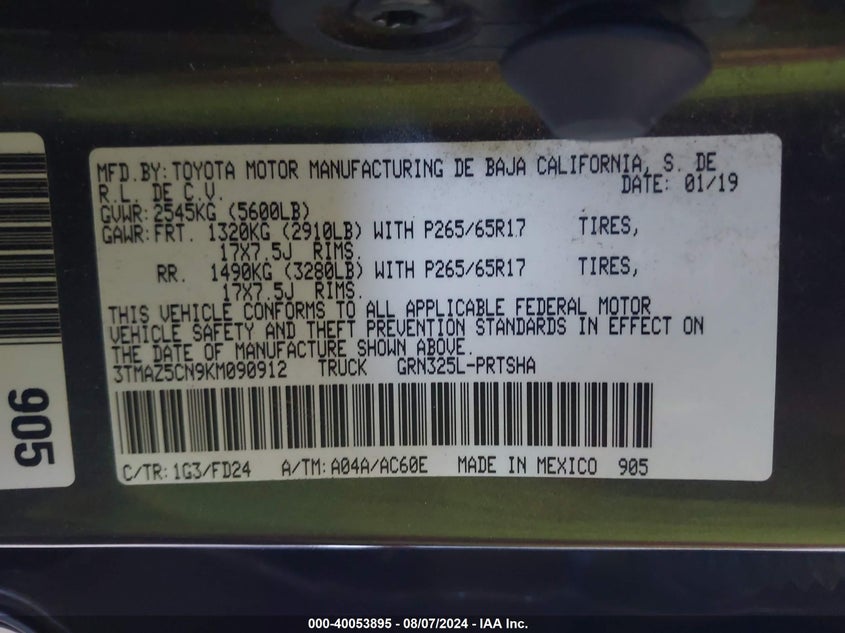 MFD.BY: TOYOTA MOTOR MANUFACTURING DE BAJA CALIFORNIA, S. DE
R.L. DE C.V. DATE: 01/19
GVWR: 2545KG (5600LB)
GAWR: FRT. 1320KG (2910LB) WITH P265/65R17 TIRES,
17X7.5J RIMS.
RR. 1490KG (3280LB) WITH P265/65R17 TIRES,
17X7.5J RIMS.
THIS VEHICLE CONFORMS TO ALL APPLICABLE FEDERAL MOTOR
VEHICLE SAFETY AND THEFT PREVENTION STANDARDS IN EFFECT ON
THE DATE OF MANUFACTURE SHOWN ABOVE.
3TMAZ5CN9KM090912 TRUCK GRN325L-PRTSHA
C/TR: 1G3/FD24 A/TM: A04A/AC60E MADE IN MEXICO 905
905
000-40053895 - 08/07/2024 - IAA Inc.